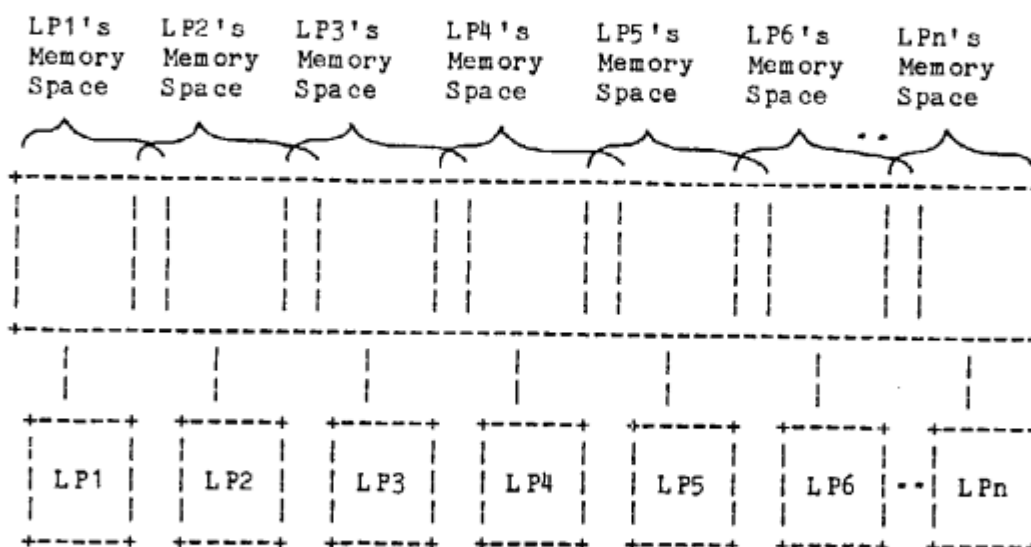 LP1's LP2's LP3's LP4's LP5's LP6's LPn's
Memory Memory Memory Memory Memory Memory Memory
Space Space Space Space Space Space Space
..
LP1 LP2 LP3 LP4 LP5 LP6 .. LPn